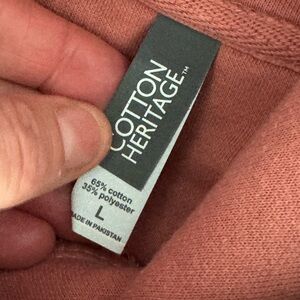 COTTON
HERITAGE™
65% cotton
35% polyester
L
MADE IN PAKISTAN